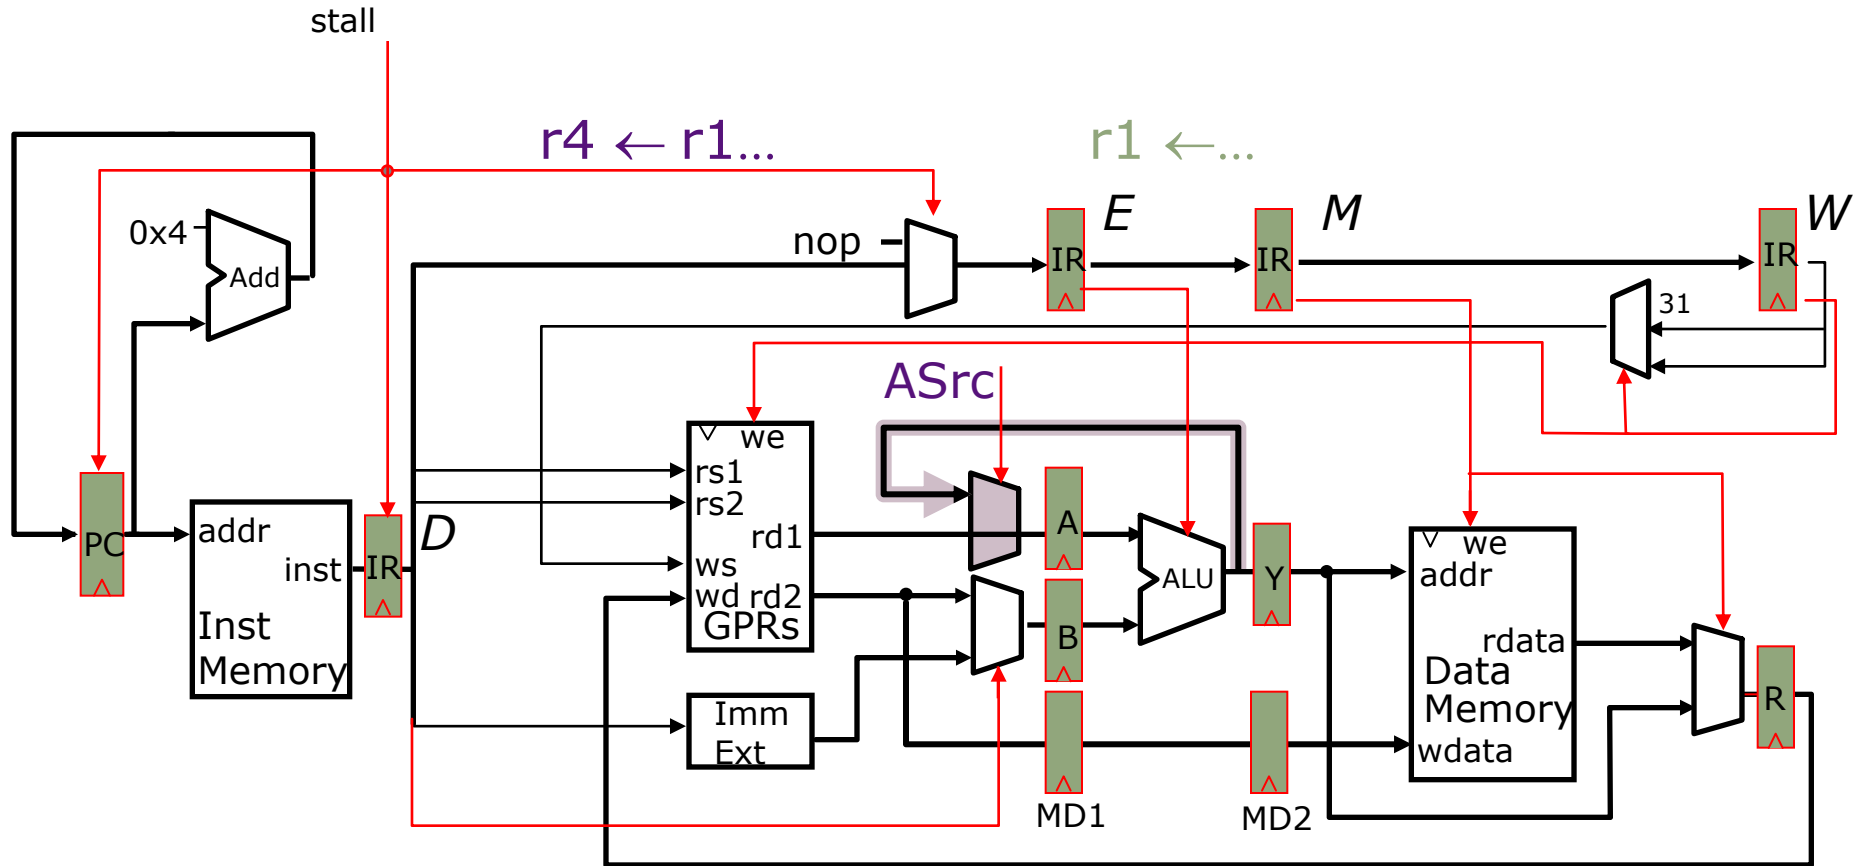 stall
r4 ← r1...
r1 ←...
E
M
W
0x4
Add
nop
IR
IR
IR
31
ASrc
we
rs1
rs2
rd1
ws
wd rd2
GPRs
A
B
ALU
Y
PC
addr
inst
Inst
Memory
IR
D
we
addr
rdata
Data
Memory
wdata
R
Imm
Ext
MD1
MD2